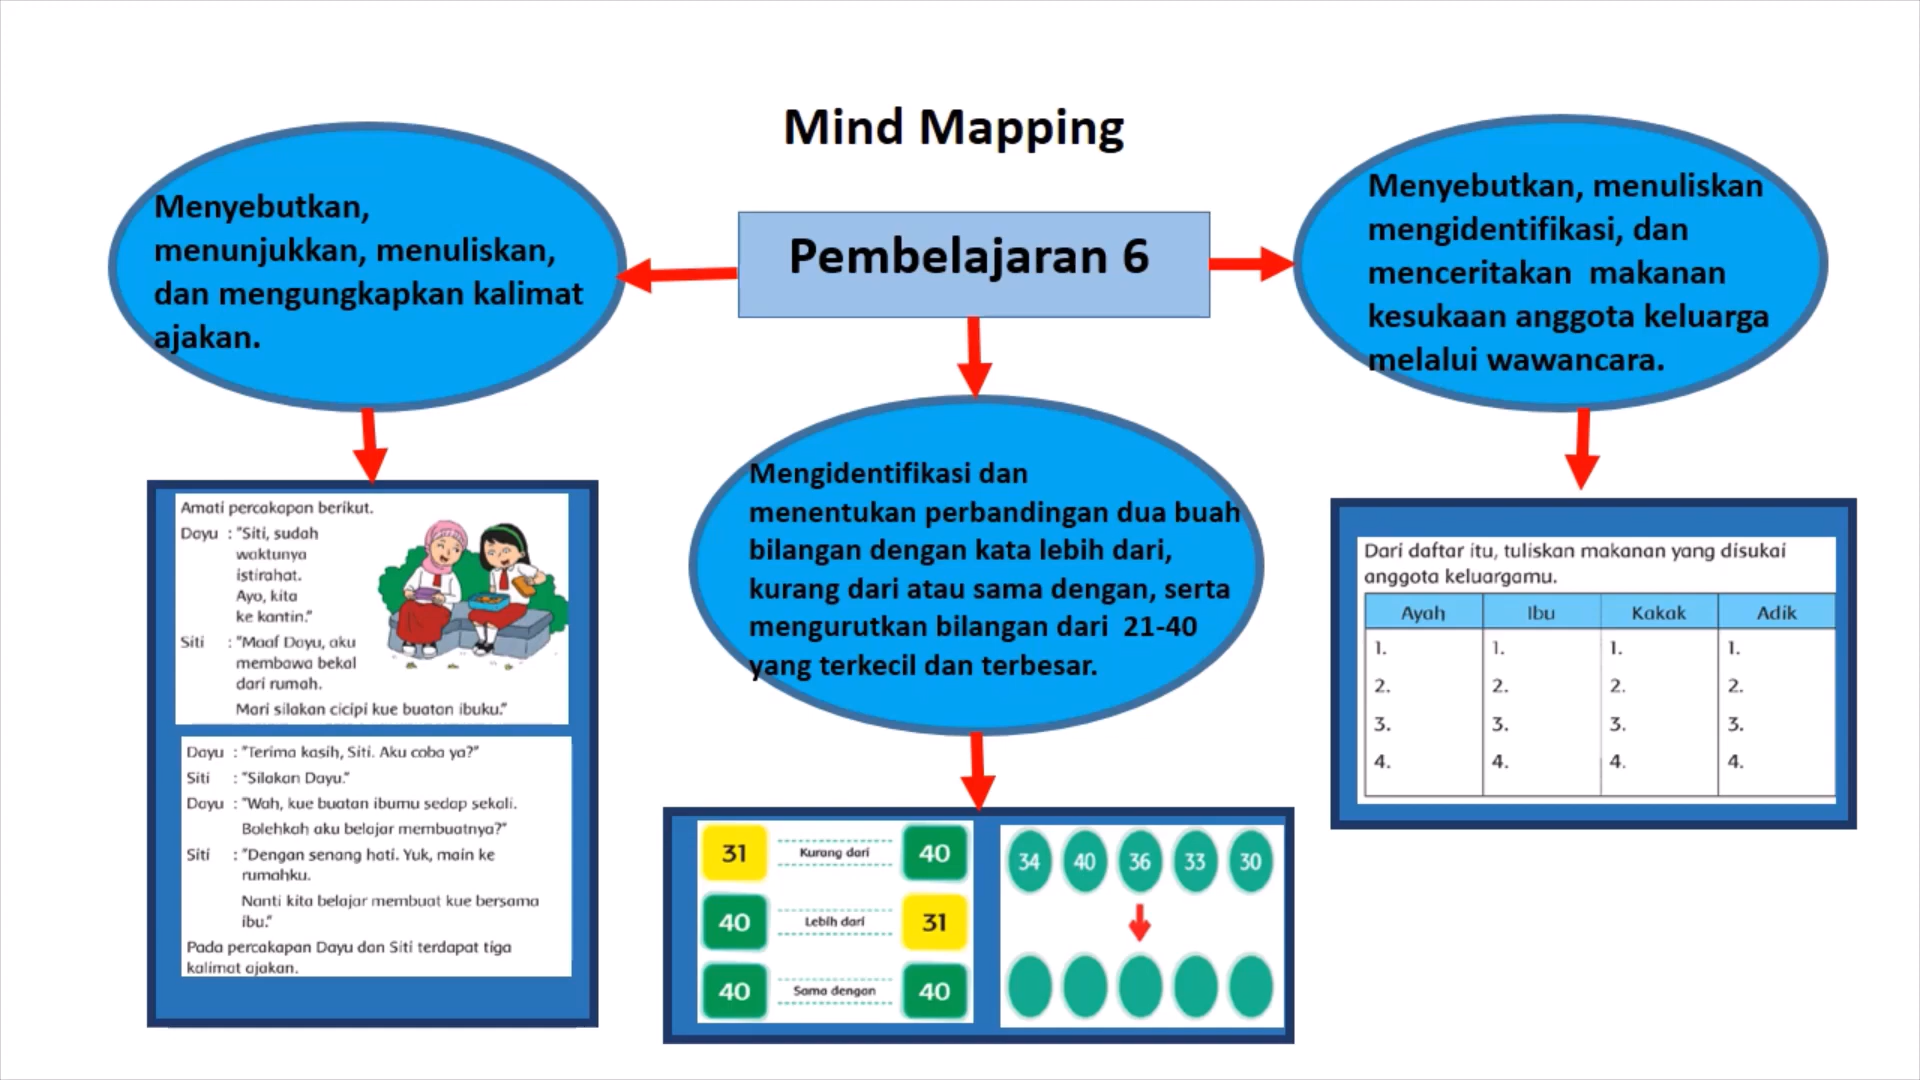 Mind Mapping
Pembelajaran 6
Menyebutkan,
menunjukkan, menuliskan,
dan mengungkapkan kalimat
ajakan.
Amati percakapan berikut.
Dayu : "Siti, sudah
waktunya
istirahat.
Ayo, kita
ke kantin."
Siti : "Maaf Dayu, aku
membawa bekal
dari rumah.
Mari silakan cicipi kue buatan ibuku."
Dayu : "Terima kasih, Siti. Aku coba ya?"
Siti : "Silakan Dayu."
Dayu : "Wah, kue buatan ibumu sedap sekali.
Bolehkah aku belajar membuatnya?"
Siti : "Dengan senang hati. Yuk, main ke
rumahku.
Nanti kita belajar membuat kue bersama
ibu."
Pada percakapan Dayu dan Siti terdapat tiga
kalimat ajakan.
Mengidentifikasi dan
menentukan perbandingan dua buah
bilangan dengan kata lebih dari,
kurang dari atau sama dengan, serta
mengurutkan bilangan dari 21-40
yang terkecil dan terbesar.
31 Kurang dari 40
40 Lebih dari 31
40 Sama dengan 40
34 40 36 33 30
Menyebutkan, menuliskan
mengidentifikasi, dan
menceritakan makanan
kesukaan anggota keluarga
melalui wawancara.
Dari daftar itu, tuliskan makanan yang disukai
anggota keluargamu.
Ayah Ibu Kakak Adik
1. 1. 1. 1.
2. 2. 2. 2.
3. 3. 3. 3.
4. 4. 4. 4.